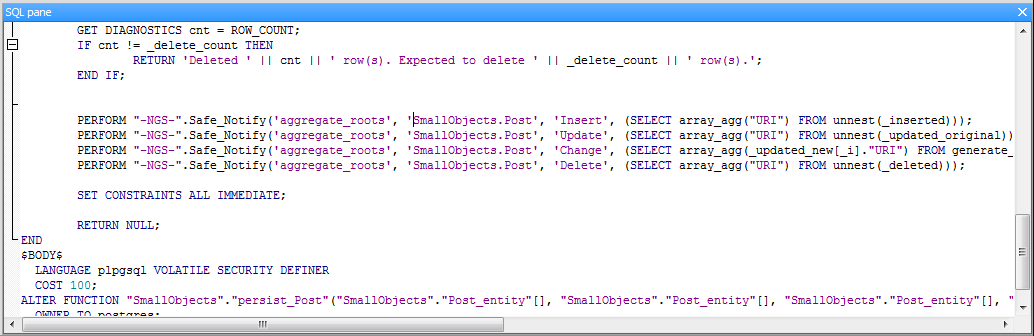 SQL pane
GET DIAGNOSTICS cnt = ROW_COUNT;
IF cnt != _delete_count THEN
RETURN 'Deleted ' || cnt || ' row(s). Expected to delete ' || _delete_count || ' row(s).';
END IF;
PERFORM "-NGS-".Safe_Notify('aggregate_roots', 'SmallObjects.Post', 'Insert', (SELECT array_agg("URI") FROM unnest(_inserted)));
PERFORM "-NGS-".Safe_Notify('aggregate_roots', 'SmallObjects.Post', 'Update', (SELECT array_agg("URI") FROM unnest(_updated_original))
PERFORM "-NGS-".Safe_Notify('aggregate_roots', 'SmallObjects.Post', 'Change', (SELECT array_agg(_updated_new[_i]."URI") FROM generate_
PERFORM "-NGS-".Safe_Notify('aggregate_roots', 'SmallObjects.Post', 'Delete', (SELECT array_agg("URI") FROM unnest(_deleted)));
SET CONSTRAINTS ALL IMMEDIATE;
RETURN NULL;
END
$BODY$
LANGUAGE plpgsql VOLATILE SECURITY DEFINER
COST 100;
ALTER FUNCTION "SmallObjects"."persist_Post"("SmallObjects"."Post_entity"[], "SmallObjects"."Post_entity"[], "SmallObjects"."Post_entity"[], "
OWNER TO postgres;